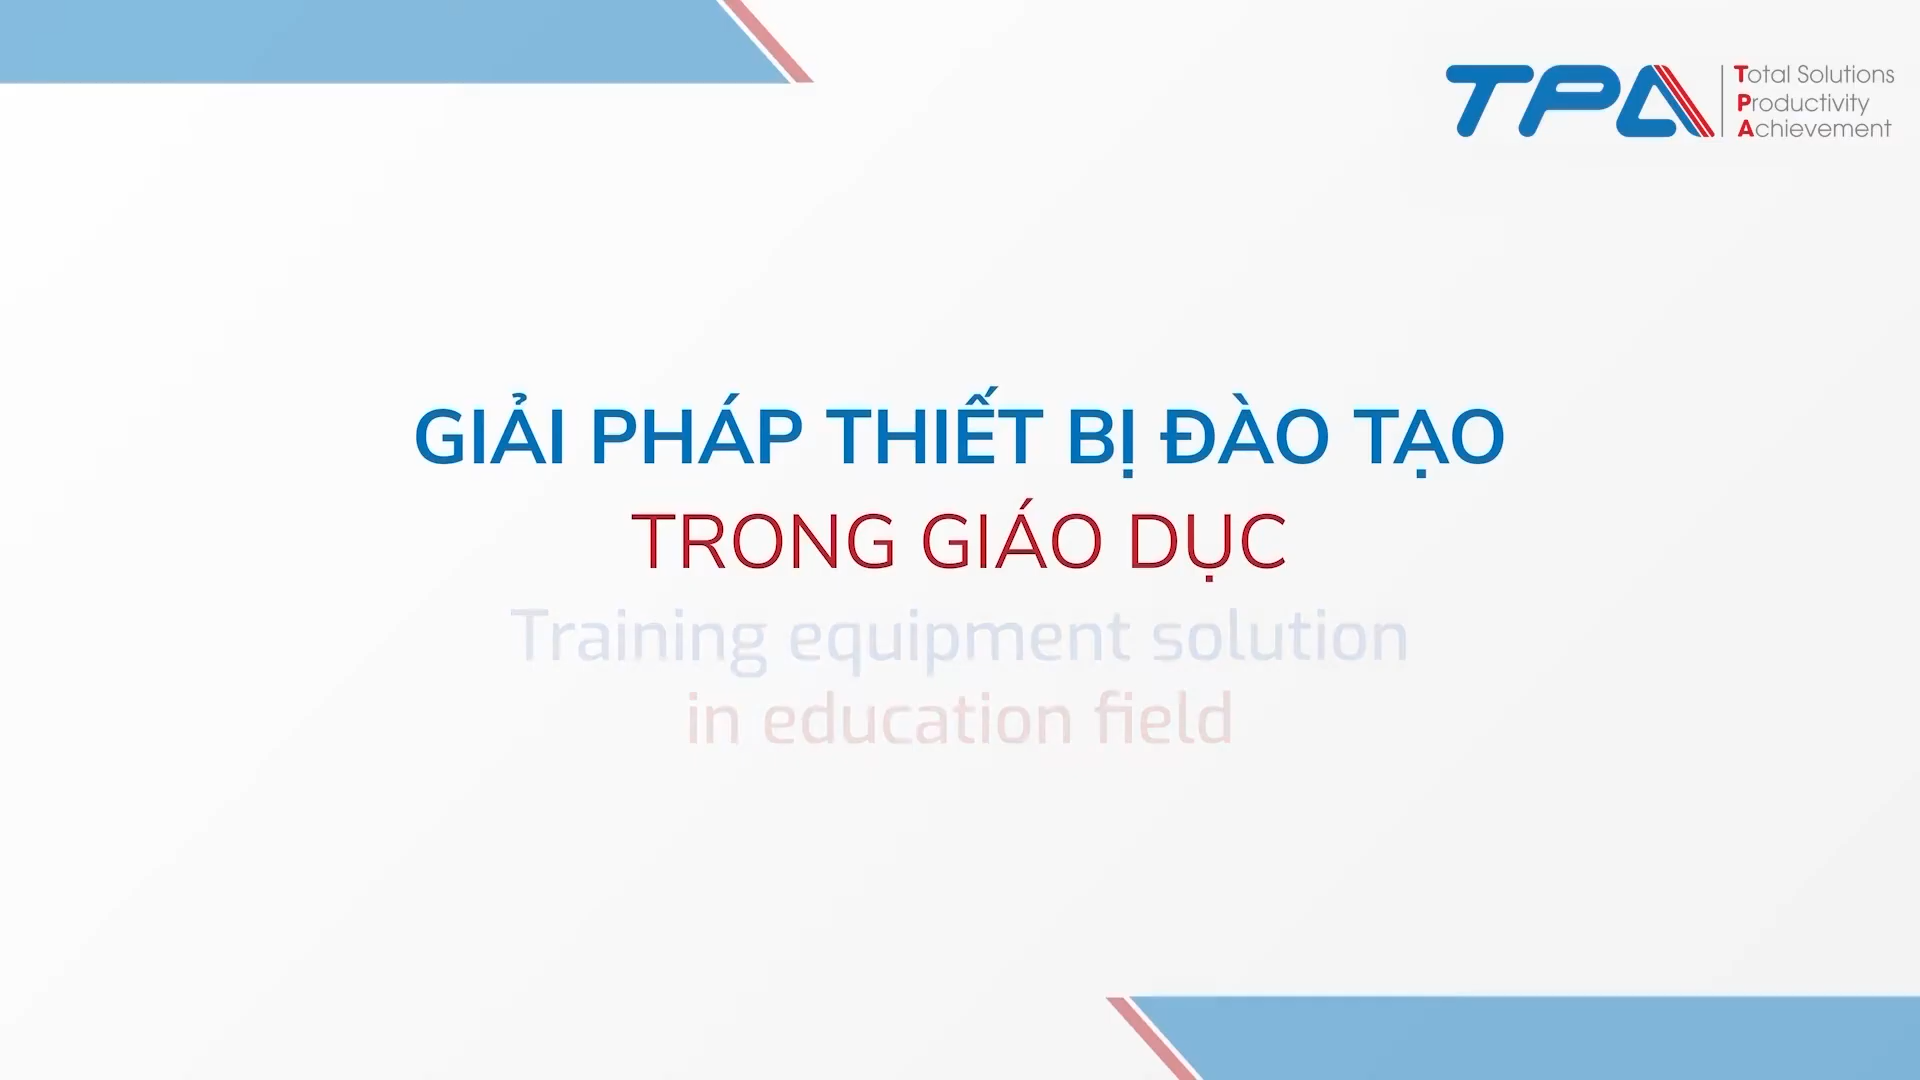 TPA
Total Solutions
Productivity
Achievement
GIẢI PHÁP THIẾT BỊ ĐÀO TẠO
TRONG GIÁO DỤC
Training equipment solution
in education field